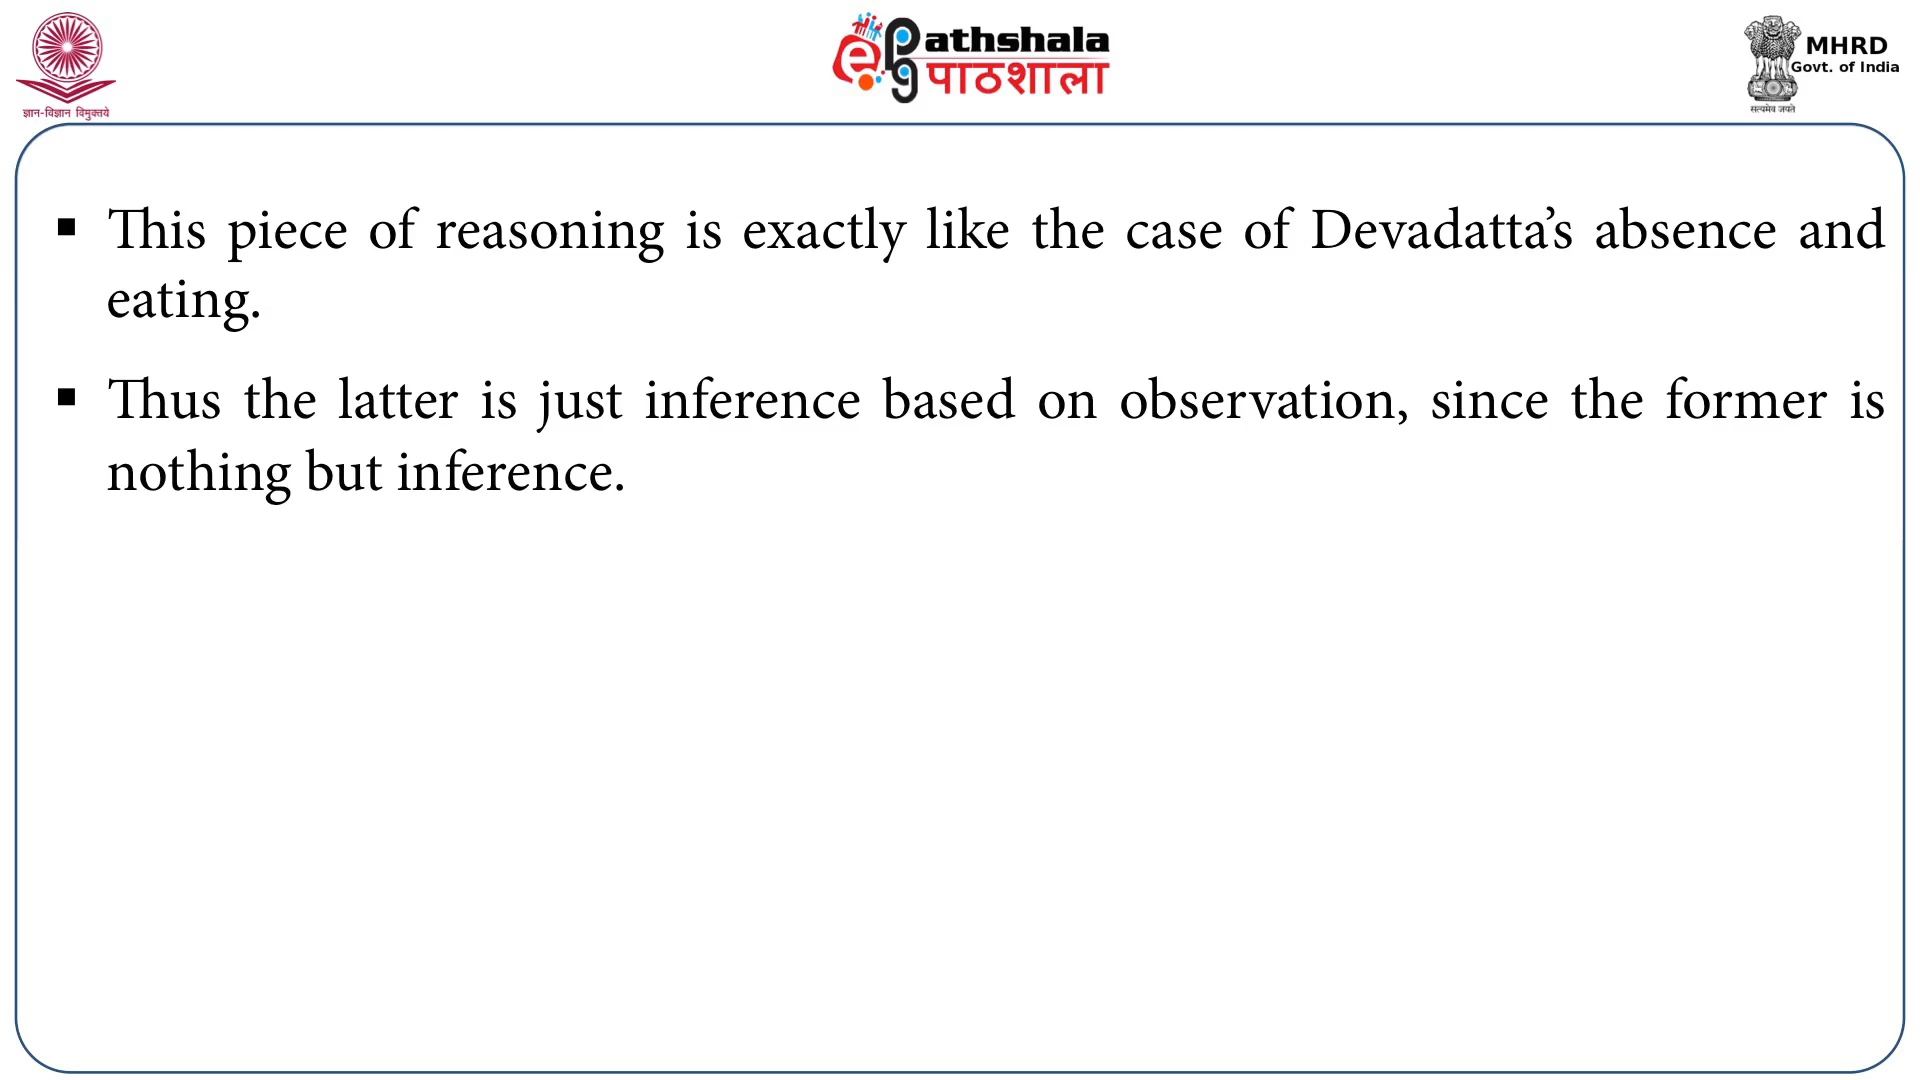 ज्ञान-विज्ञान विमुक्तये
ePathshala
पाठशाला
MHRD
Govt. of India
सत्यमेव जयते
▪ This piece of reasoning is exactly like the case of Devadatta’s absence and
eating.
▪ Thus the latter is just inference based on observation, since the former is
nothing but inference.